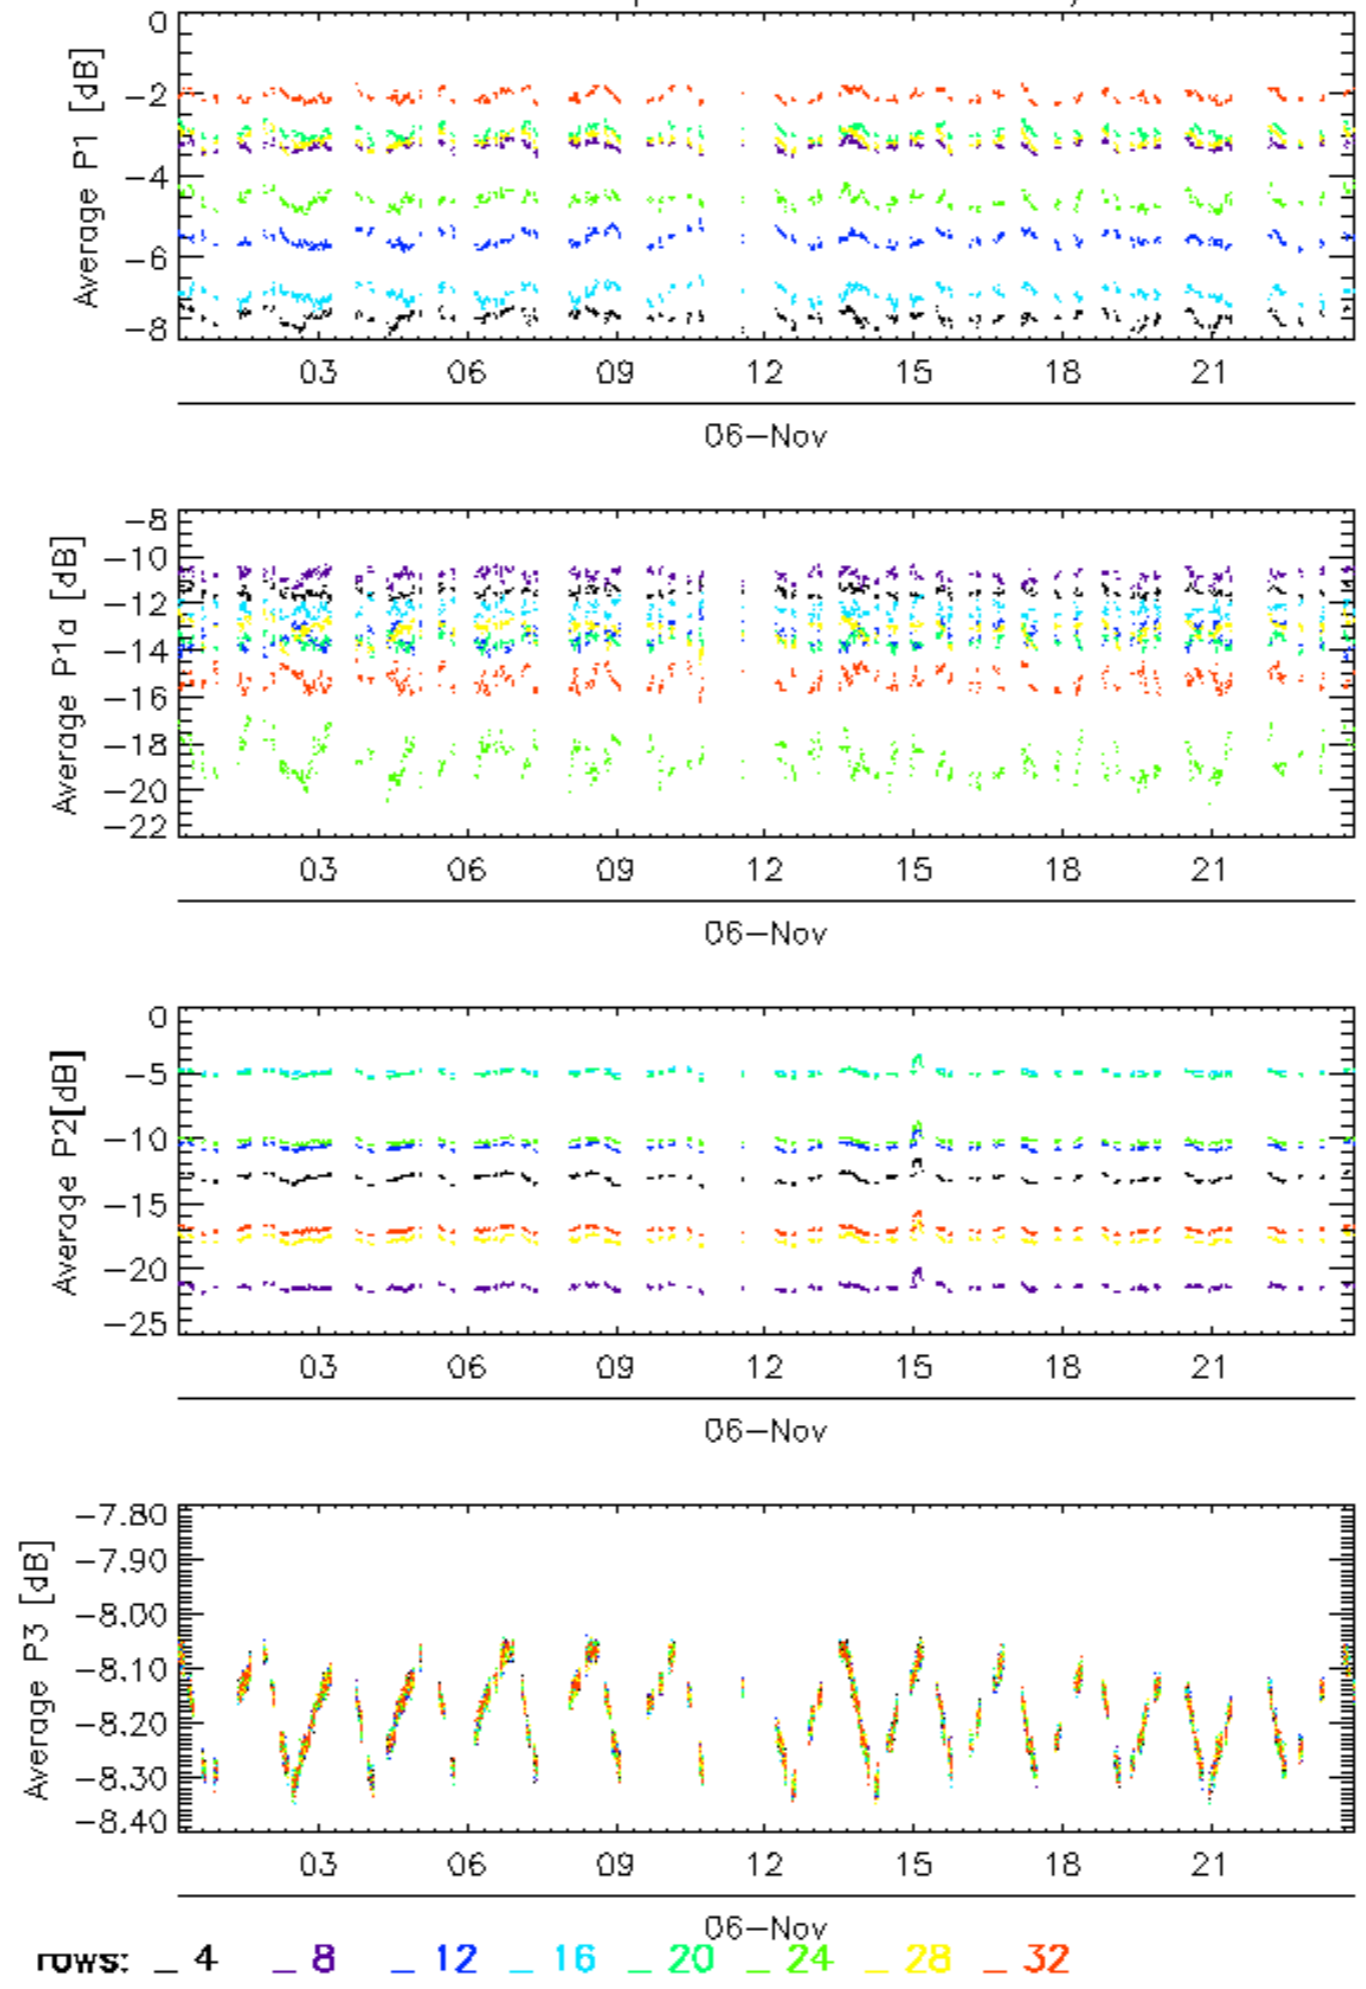 Average P1 [dB]
0
−2
−4
−6
−8
03 06 09 12 15 18 21
06−Nov
Average P1a [dB]
−8
−10
−12
−14
−16
−18
−20
−22
03 06 09 12 15 18 21
06−Nov
Average P2[dB]
0
−5
−10
−15
−20
−25
03 06 09 12 15 18 21
06−Nov
Average P3 [dB]
−7.80
−7.90
−8.00
−8.10
−8.20
−8.30
−8.40
03 06 09 12 15 18 21
06−Nov
rows: _ 4 _ 8 _ 12 _ 16 _ 20 _ 24 _ 28 _ 32